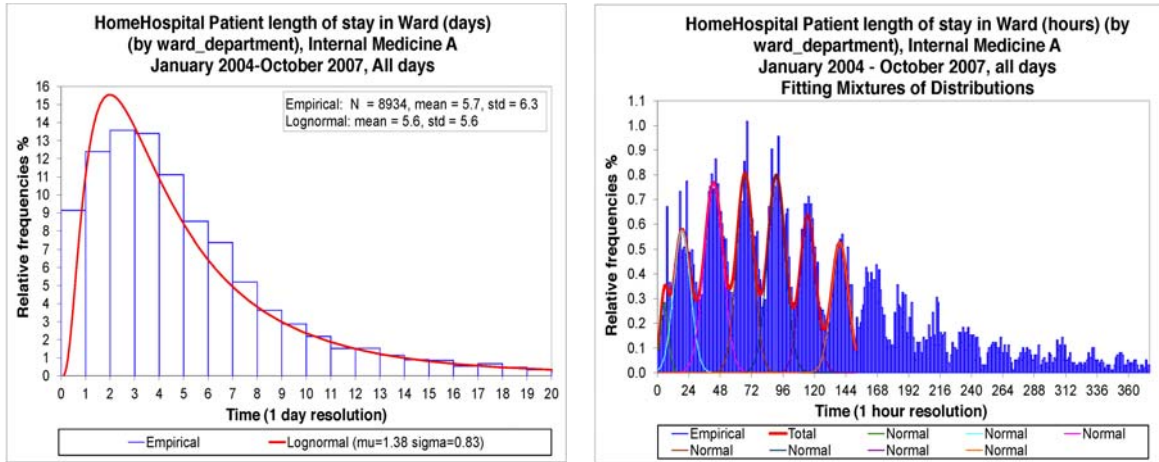 HomeHospital Patient length of stay in Ward (days)
(by ward_department), Internal Medicine A
January 2004-October 2007, All days
Relative frequencies %
16
15
14
13
12
11
10
9
8
7
6
5
4
3
2
1
0
Empirical: N = 8934, mean = 5.7, std = 6.3
Lognormal: mean = 5.6, std = 5.6
0 1 2 3 4 5 6 7 8 9 10 11 12 13 14 15 16 17 18 19 20
Time (1 day resolution)
Empirical Lognormal (mu=1.38 sigma=0.83)
HomeHospital Patient length of stay in Ward (hours) (by
ward_department), Internal Medicine A
January 2004 - October 2007, all days
Fitting Mixtures of Distributions
Relative frequencies %
1.1
1.0
0.9
0.8
0.7
0.6
0.5
0.4
0.3
0.2
0.1
0.0
0 24 48 72 96 120 144 168 192 216 240 264 288 312 336 360
Time (1 hour resolution)
Empirical Total Normal Normal Normal
Normal Normal Normal Normal